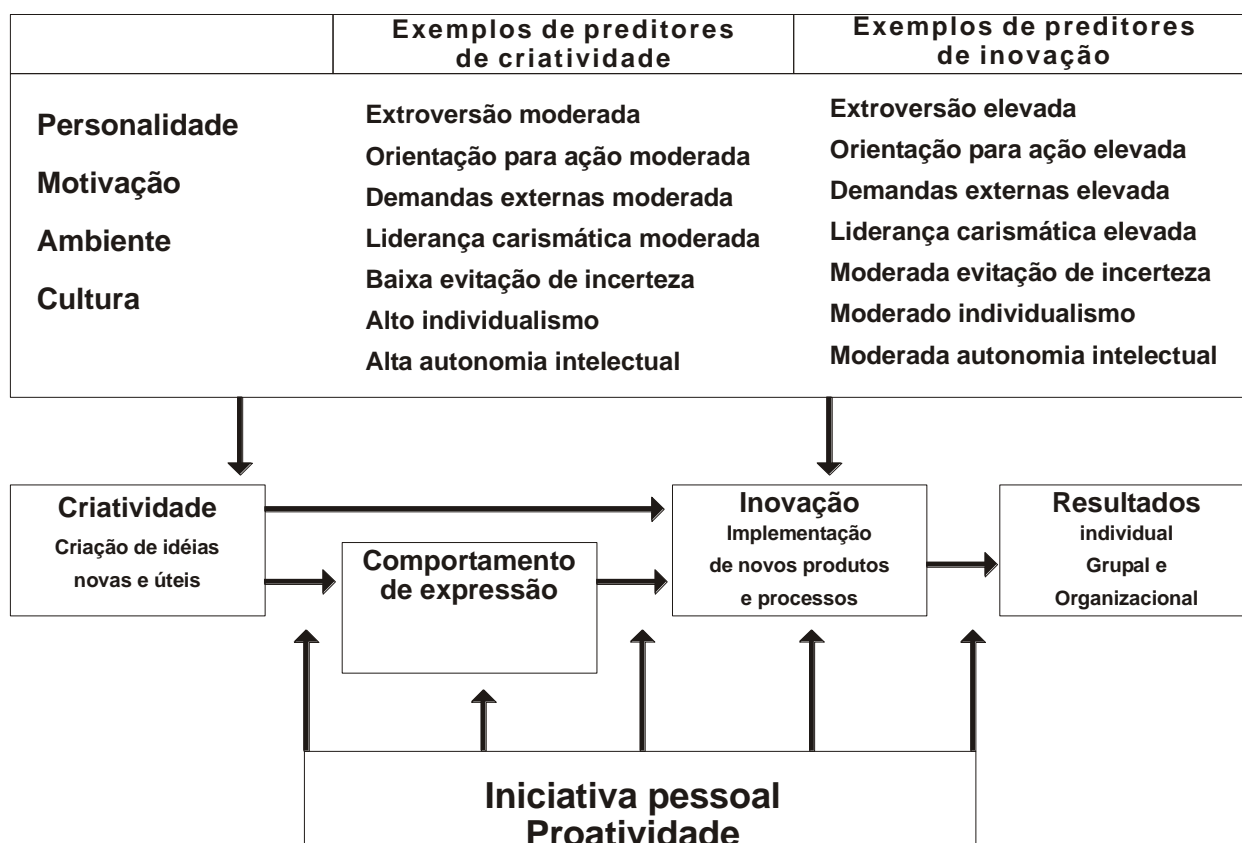 Exemplos de preditores
de criatividade
Exemplos de preditores
de inovação
Personalidade
Motivação
Ambiente
Cultura
Extroversão moderada
Orientação para ação moderada
Demandas externas moderada
Liderança carismática moderada
Baixa evitação de incerteza
Alto individualismo
Alta autonomia intelectual
Extroversão elevada
Orientação para ação elevada
Demandas externas elevada
Liderança carismática elevada
Moderada evitação de incerteza
Moderado individualismo
Moderada autonomia intelectual
Criatividade
Criação de idéias
novas e úteis
Comportamento
de expressão
Inovação
Implementação
de novos produtos
e processos
Resultados
individual
Grupal e
Organizacional
Iniciativa pessoal
Proatividade